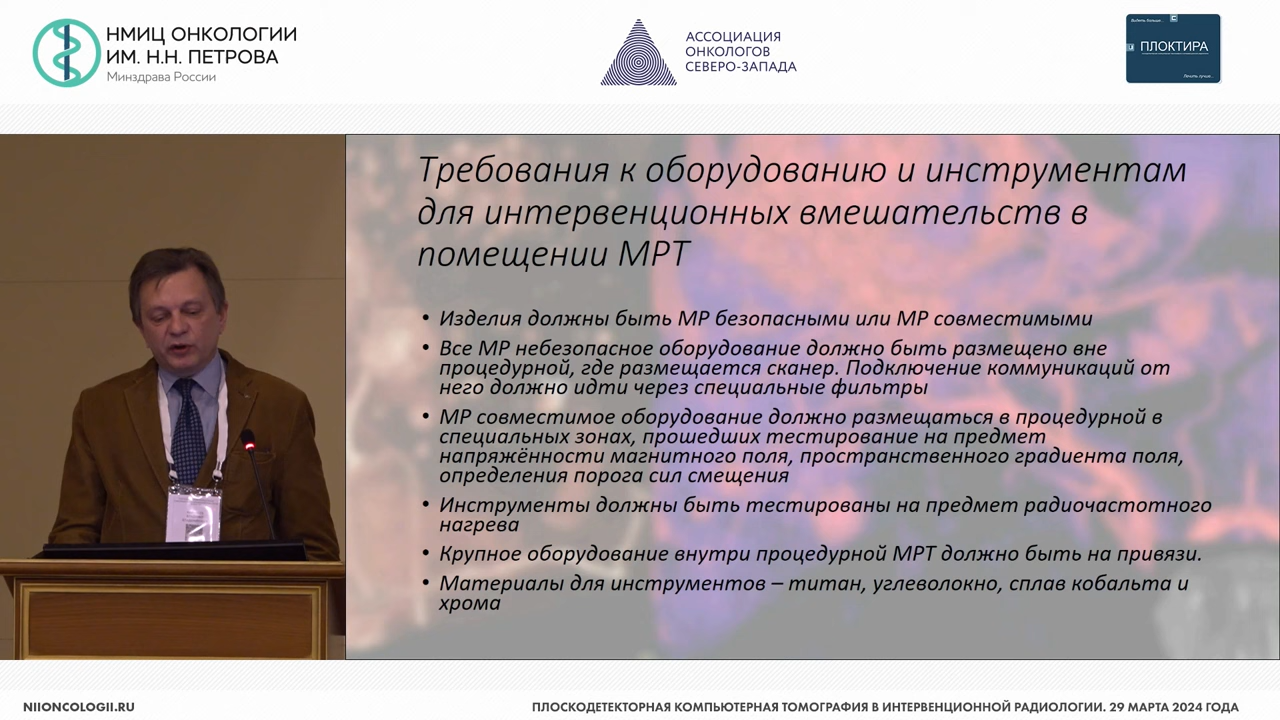 НМИЦ ОНКОЛОГИИ
ИМ. Н.Н. ПЕТРОВА
Минздрава России
АССОЦИАЦИЯ
ОНКОЛОГОВ
СЕВЕРО-ЗАПАДА
Видеть больше...
ПЛОКТИРА
Лечить лучше...
Требования к оборудованию и инструментам
для интервенционных вмешательств в
помещении МРТ
• Изделия должны быть МР безопасными или МР совместимыми
• Все МР небезопасное оборудование должно быть размещено вне
процедурной, где размещается сканер. Подключение коммуникаций от
него должно идти через специальные фильтры
• МР совместимое оборудование должно размещаться в процедурной в
специальных зонах, прошедших тестирование на предмет
напряжённости магнитного поля, пространственного градиента поля,
определения порога сил смещения
• Инструменты должны быть тестированы на предмет радиочастотного
нагрева
• Крупное оборудование внутри процедурной МРТ должно быть на привязи.
• Материалы для инструментов – титан, углеволокно, сплав кобальта и
хрома
NIIONCOLOGII.RU
ПЛОСКОДЕТЕКТОРНАЯ КОМПЬЮТЕРНАЯ ТОМОГРАФИЯ В ИНТЕРВЕНЦИОННОЙ РАДИОЛОГИИ. 29 МАРТА 2024 ГОДА